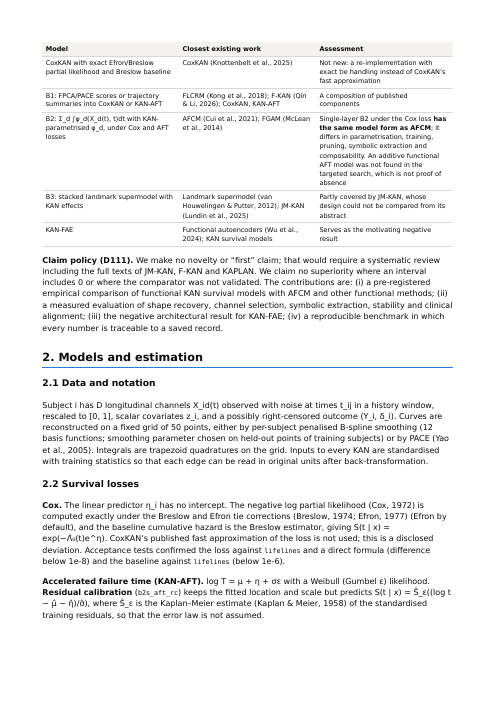 Model Closest existing work Assessment
CoxKAN with exact Efron/Breslow CoxKAN (Knottenbelt et al., 2025) Not new: a re-implementation with
partial likelihood and Breslow baseline exact tie handling instead of CoxKAN’s
fast approximation
B1: FPCA/PACE scores or trajectory FLCRM (Kong et al., 2018); F-KAN (Qin A composition of published
summaries into CoxKAN or KAN-AFT & Li, 2026); CoxKAN, KAN-AFT components
B2: Σ_d ∫φ_d(X_d(t), t)dt with KAN- AFCM (Cui et al., 2021); FGAM (McLean Single-layer B2 under the Cox loss has
parametrised φ_d, under Cox and AFT et al., 2014) the same model form as AFCM; it
losses differs in parametrisation, training,
pruning, symbolic extraction and
composability. An additive functional
AFT model was not found in the
targeted search, which is not proof of
absence
B3: stacked landmark supermodel with Landmark supermodel (van Partly covered by JM-KAN, whose
KAN effects Houwelingen & Putter, 2012); JM-KAN design could not be compared from its
(Lundin et al., 2025) abstract
KAN-FAE Functional autoencoders (Wu et al., Serves as the motivating negative
2024); KAN survival models result
Claim policy (D111). We make no novelty or “first” claim; that would require a systematic review
including the full texts of JM-KAN, F-KAN and KAPLAN. We claim no superiority where an interval
includes 0 or where the comparator was not validated. The contributions are: (i) a pre-registered
empirical comparison of functional KAN survival models with AFCM and other functional methods; (ii)
a measured evaluation of shape recovery, channel selection, symbolic extraction, stability and clinical
alignment; (iii) the negative architectural result for KAN-FAE; (iv) a reproducible benchmark in which
every number is traceable to a saved record.
2. Models and estimation
2.1 Data and notation
Subject i has D longitudinal channels X_id(t) observed with noise at times t_ij in a history window,
rescaled to [0, 1], scalar covariates z_i, and a possibly right-censored outcome (Y_i, δ_i). Curves are
reconstructed on a fixed grid of 50 points, either by per-subject penalised B-spline smoothing (12
basis functions; smoothing parameter chosen on held-out points of training subjects) or by PACE (Yao
et al., 2005). Integrals are trapezoid quadratures on the grid. Inputs to every KAN are standardised
with training statistics so that each edge can be read in original units after back-transformation.
2.2 Survival losses
Cox. The linear predictor η_i has no intercept. The negative log partial likelihood (Cox, 1972) is
computed exactly under the Breslow and Efron tie corrections (Breslow, 1974; Efron, 1977) (Efron by
default), and the baseline cumulative hazard is the Breslow estimator, giving S(t | x) =
exp(−Λ̂₀(t)e^η). CoxKAN’s published fast approximation of the loss is not used; this is a disclosed
deviation. Acceptance tests confirmed the loss against lifelines and a direct formula (difference
below 1e-8) and the baseline against lifelines (below 1e-6).
Accelerated failure time (KAN-AFT). log T = μ + η + σε with a Weibull (Gumbel ε) likelihood.
Residual calibration (b2s_aft_rc) keeps the fitted location and scale but predicts S(t | x) = Ŝ_ε((log t
− μ̂ − η̂)/σ̂), where Ŝ_ε is the Kaplan–Meier estimate (Kaplan & Meier, 1958) of the standardised
training residuals, so that the error law is not assumed.